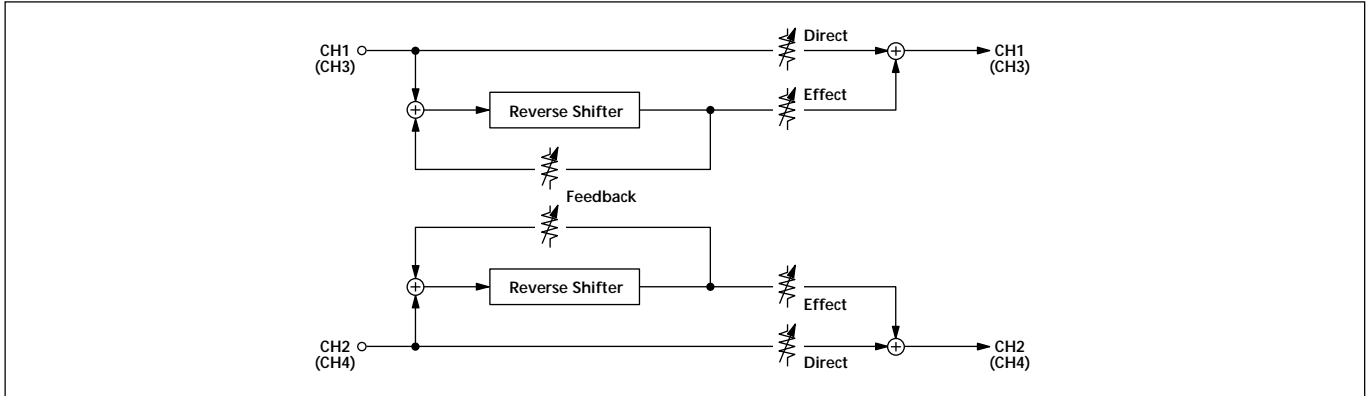 Direct
CH1
(CH3)
CH1
(CH3)
Effect
Reverse Shifter
Feedback
Reverse Shifter
Effect
CH2
(CH4)
CH2
(CH4)
Direct